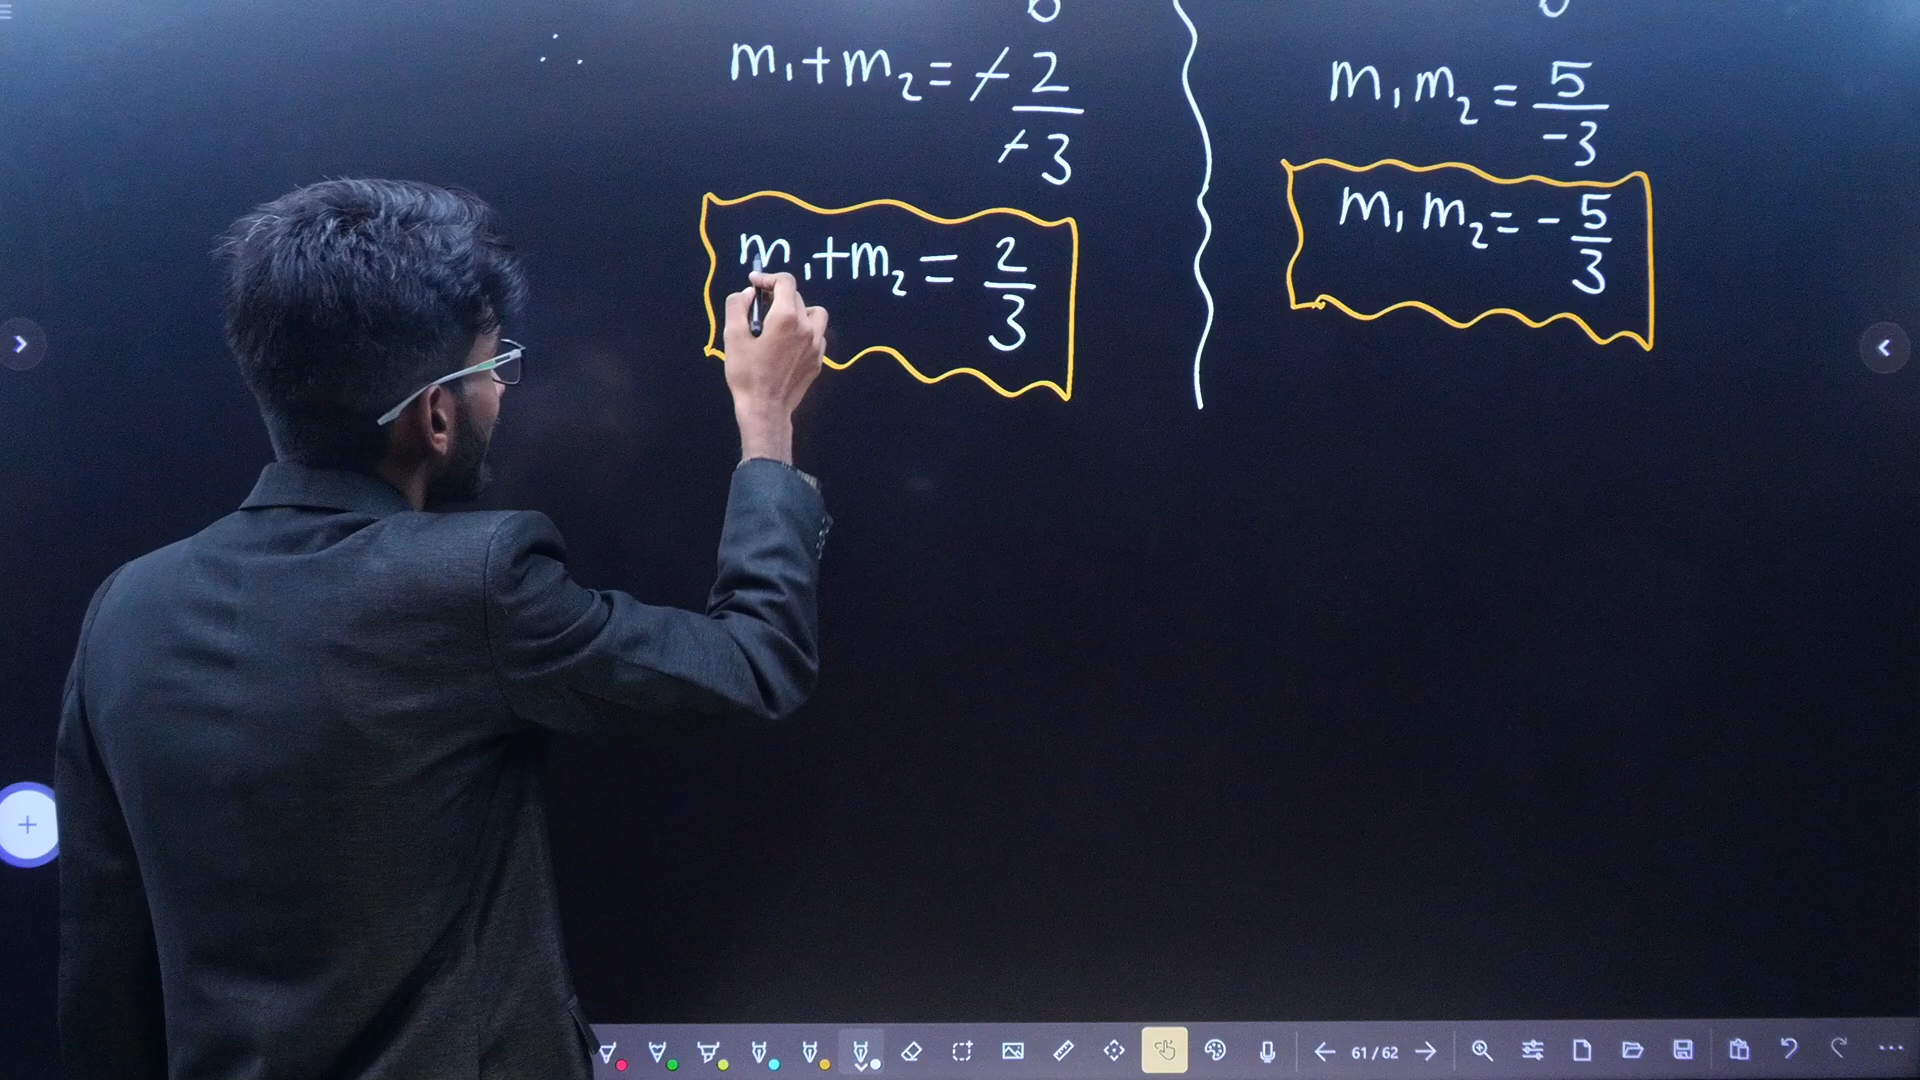 ∴ m₁+m₂ = -2/-3
m₁+m₂ = 2/3
m₁m₂ = 5/-3
m₁m₂ = -5/3
61 / 62